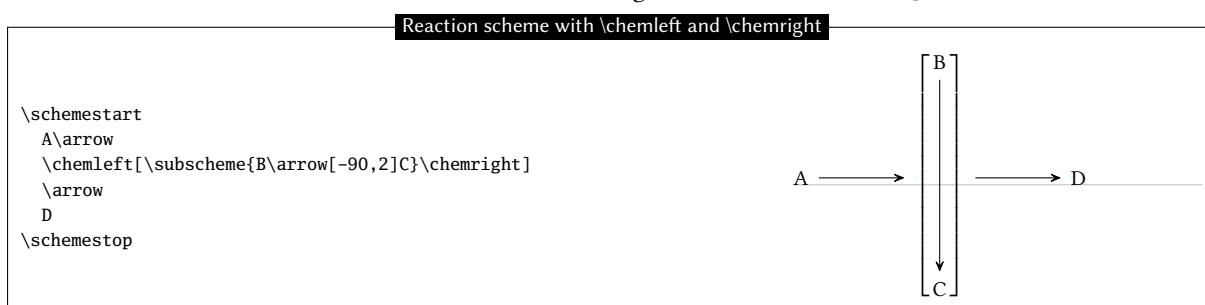 Reaction scheme with \chemleft and \chemright
\schemestart
A\arrow
\chemleft[\subscheme{B\arrow[-90,2]C}\chemright]
\arrow
D
\schemestop
B
A D
C